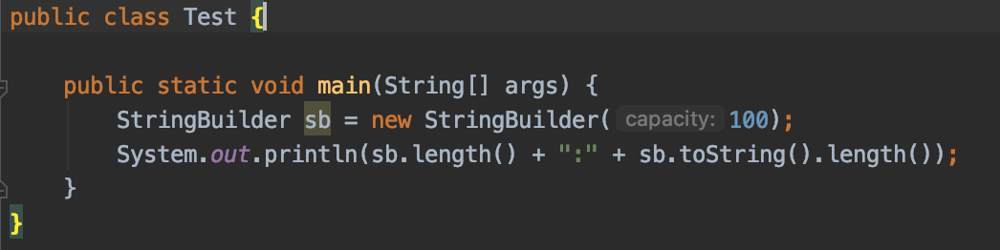 public class Test {
public static void main(String[] args) {
StringBuilder sb = new StringBuilder( capacity: 100);
System.out.println(sb.length() + ":" + sb.toString().length());
}
}